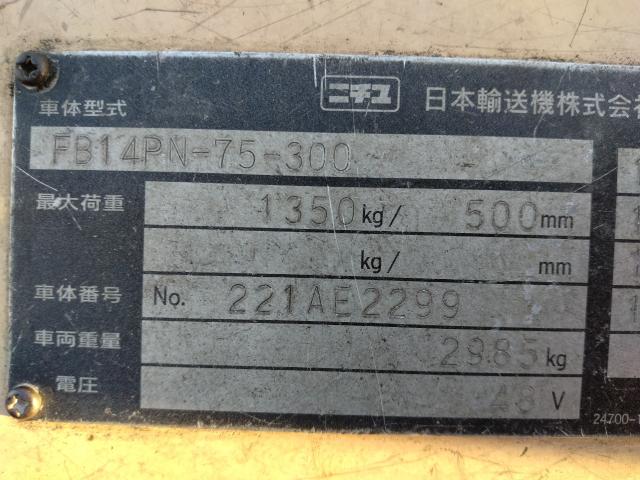 ニチユ 日本輸送機株式会
車体型式
FB14PN-75-300
最大荷重 1350kg/ 500mm
kg/ mm
車体番号 No. 221AE2299
車両重量 2985kg
電圧 48 V
24700-1